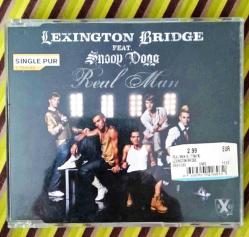 LEXINGTON BRIDGE
FEAT.
Snoop Dogg
Real Man
SINGLE PUR
2.99 EUR
X